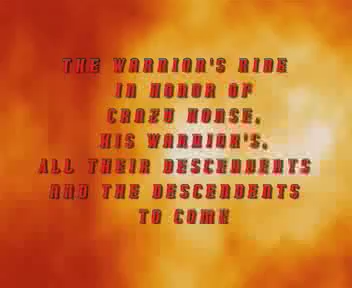 THE WARRIOR'S RIDE
IN HONOR OF
CRAZY HORSE,
HIS WARRIOR'S,
ALL THEIR DESCENDENTS
AND THE DESCENDENTS
TO COME